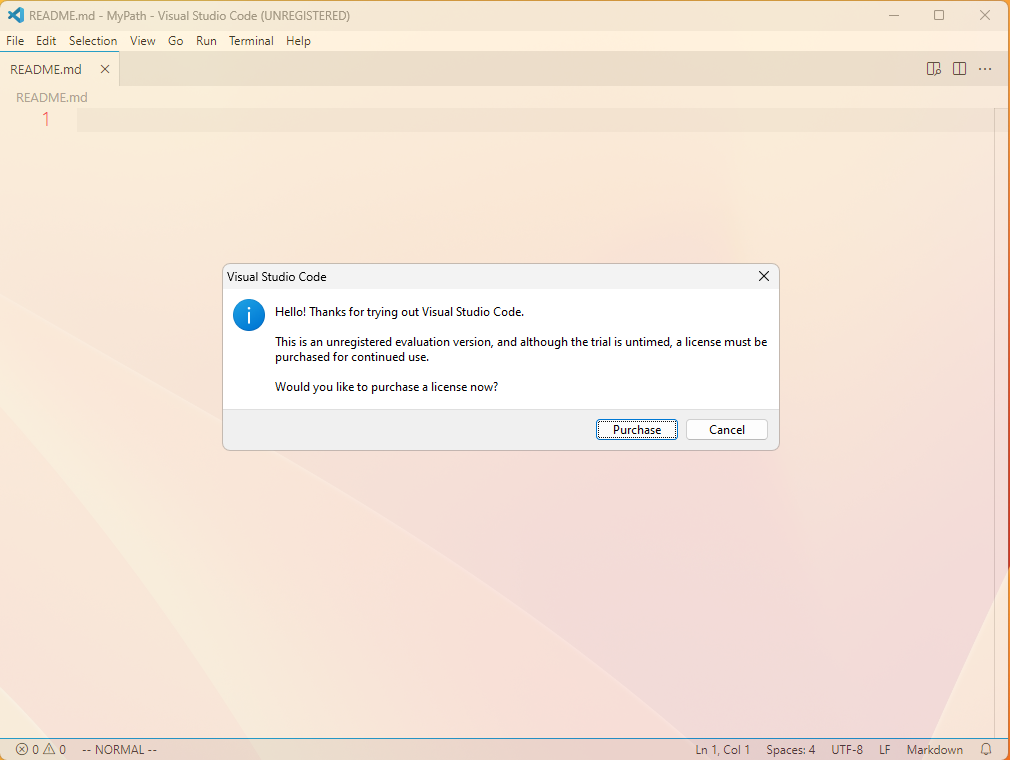 README.md - MyPath - Visual Studio Code (UNREGISTERED)
File Edit Selection View Go Run Terminal Help
README.md
README.md
1
Visual Studio Code
Hello! Thanks for trying out Visual Studio Code.
This is an unregistered evaluation version, and although the trial is untimed, a license must be
purchased for continued use.
Would you like to purchase a license now?
Purchase Cancel
0 0 -- NORMAL -- Ln 1, Col 1 Spaces: 4 UTF-8 LF Markdown